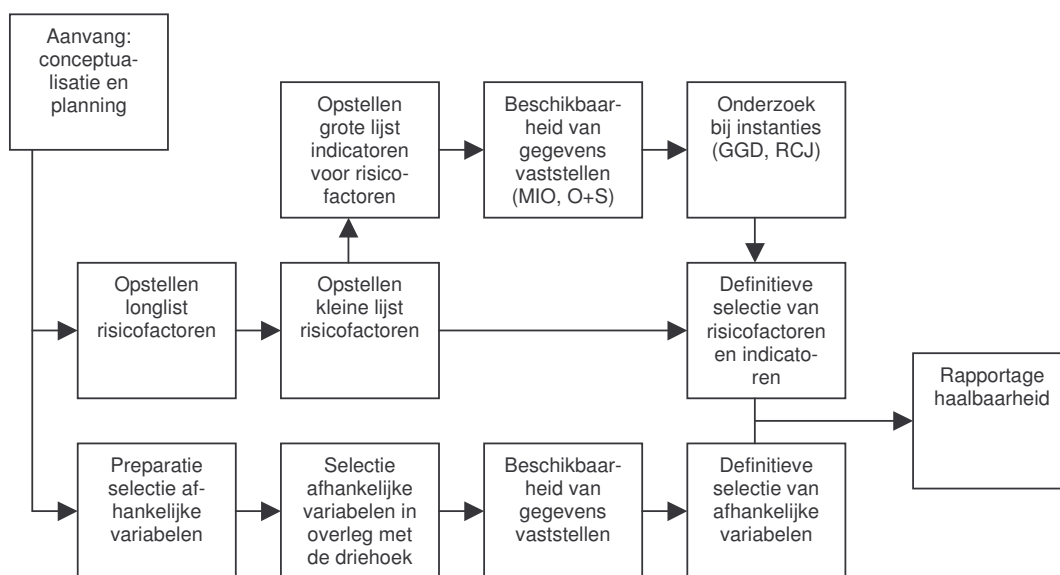 Aanvang:
conceptua-
lisatie en
planning
Opstellen
grote lijst
indicatoren
voor risico-
factoren
Beschikbaar-
heid van
gegevens
vaststellen
(MIO, O+S)
Onderzoek
bij instanties
(GGD, RCJ)
Opstellen
longlist
risicofactoren
Opstellen
kleine lijst
risicofactoren
Definitieve
selectie van
risicofactoren
en indicato-
ren
Rapportage
haalbaarheid
Preparatie
selectie af-
hankelijke
variabelen
Selectie
afhankelijke
variabelen in
overleg met
de driehoek
Beschikbaar-
heid van
gegevens
vaststellen
Definitieve
selectie van
afhankelijke
variabelen